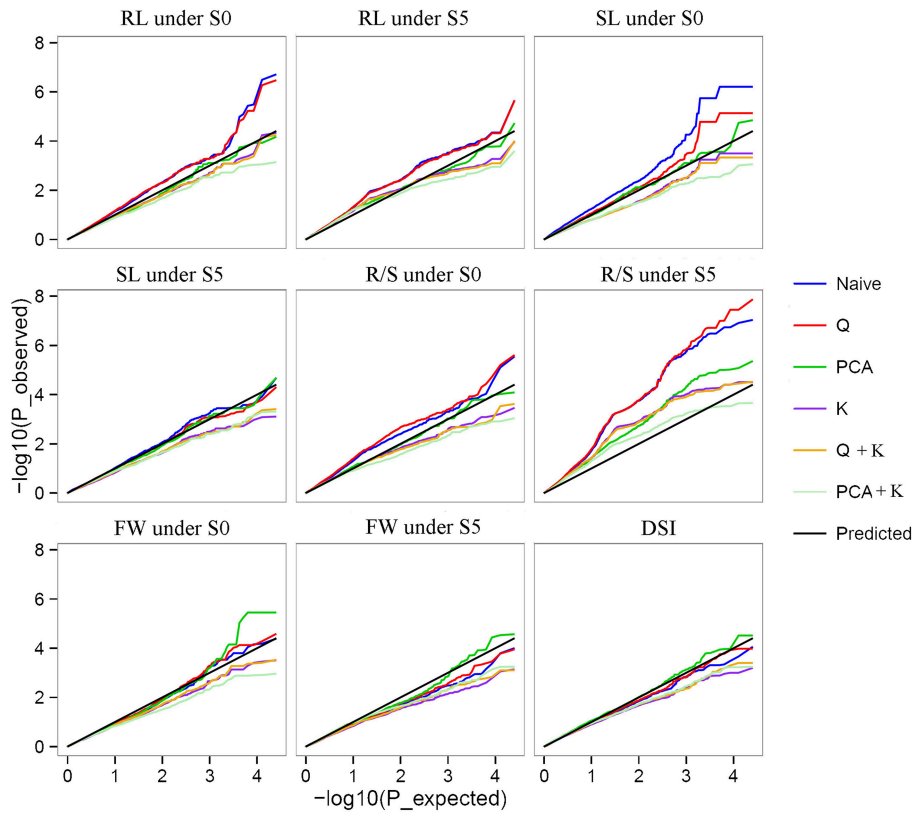 RL under S0
RL under S5
SL under S0
8
6
4
2
0
SL under S5
R/S under S0
R/S under S5
8
6
4
2
0
−log10(P_observed)
FW under S0
FW under S5
DSI
8
6
4
2
0
0 1 2 3 4
0 1 2 3 4
0 1 2 3 4
−log10(P_expected)
Naive
Q
PCA
K
Q + K
PCA + K
Predicted